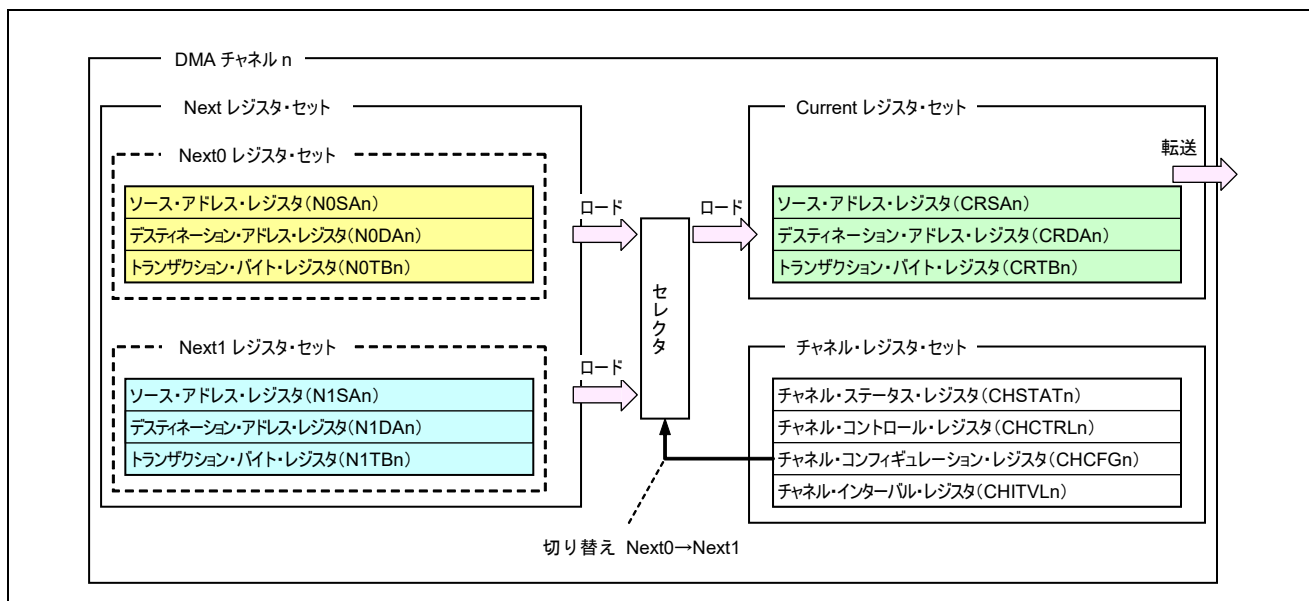 DMA チャネル n
Next レジスタ・セット
Next0 レジスタ・セット
ソース・アドレス・レジスタ(N0SAn)
デスティネーション・アドレス・レジスタ(N0DAn)
トランザクション・バイト・レジスタ(N0TBn)
Next1 レジスタ・セット
ソース・アドレス・レジスタ(N1SAn)
デスティネーション・アドレス・レジスタ(N1DAn)
トランザクション・バイト・レジスタ(N1TBn)
ロード
ロード
セレクタ
ロード
切り替え Next0→Next1
Current レジスタ・セット
転送
ソース・アドレス・レジスタ(CRSAn)
デスティネーション・アドレス・レジスタ(CRDAn)
トランザクション・バイト・レジスタ(CRTBn)
チャネル・レジスタ・セット
チャネル・ステータス・レジスタ(CHSTATn)
チャネル・コントロール・レジスタ(CHCTRLn)
チャネル・コンフィギュレーション・レジスタ(CHCFGn)
チャネル・インターバル・レジスタ(CHITVLn)